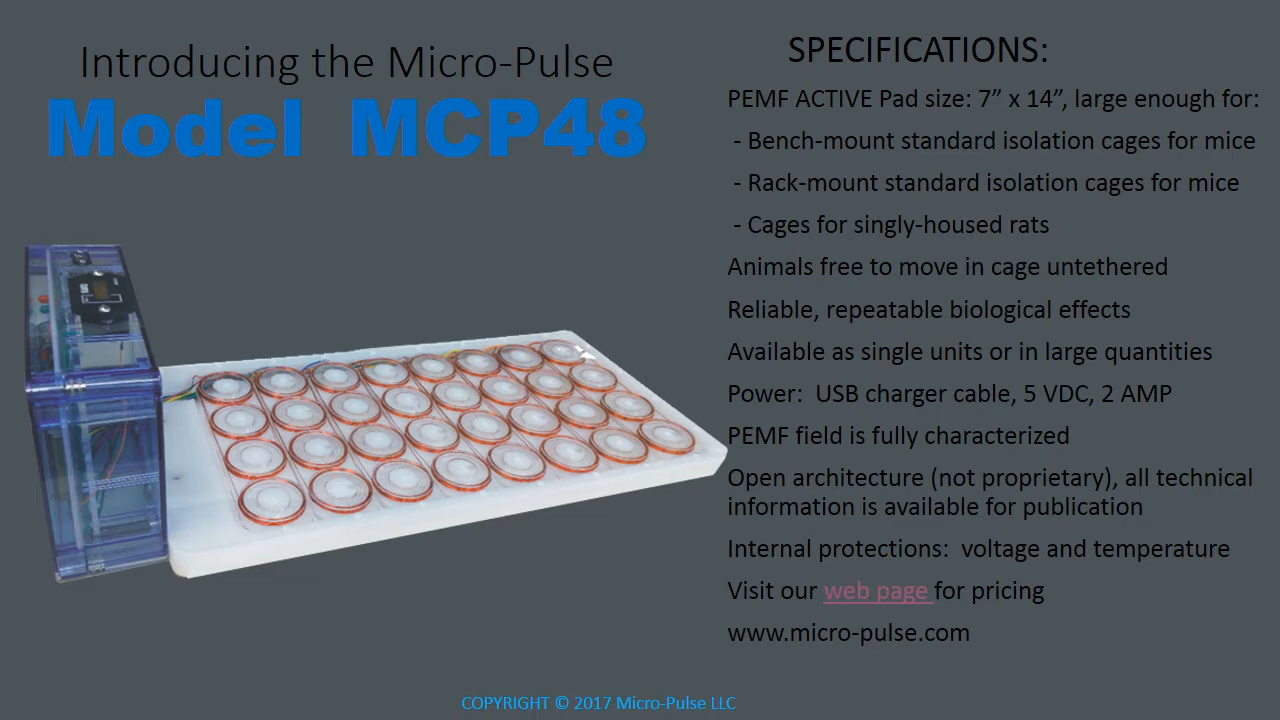 Introducing the Micro-Pulse
Model MCP48
SPECIFICATIONS:
PEMF ACTIVE Pad size: 7” x 14”, large enough for:
- Bench-mount standard isolation cages for mice
- Rack-mount standard isolation cages for mice
- Cages for singly-housed rats
Animals free to move in cage untethered
Reliable, repeatable biological effects
Available as single units or in large quantities
Power:  USB charger cable, 5 VDC, 2 AMP
PEMF field is fully characterized
Open architecture (not proprietary), all technical
information is available for publication
Internal protections:  voltage and temperature
Visit our web page for pricing
www.micro-pulse.com
COPYRIGHT © 2017 Micro-Pulse LLC